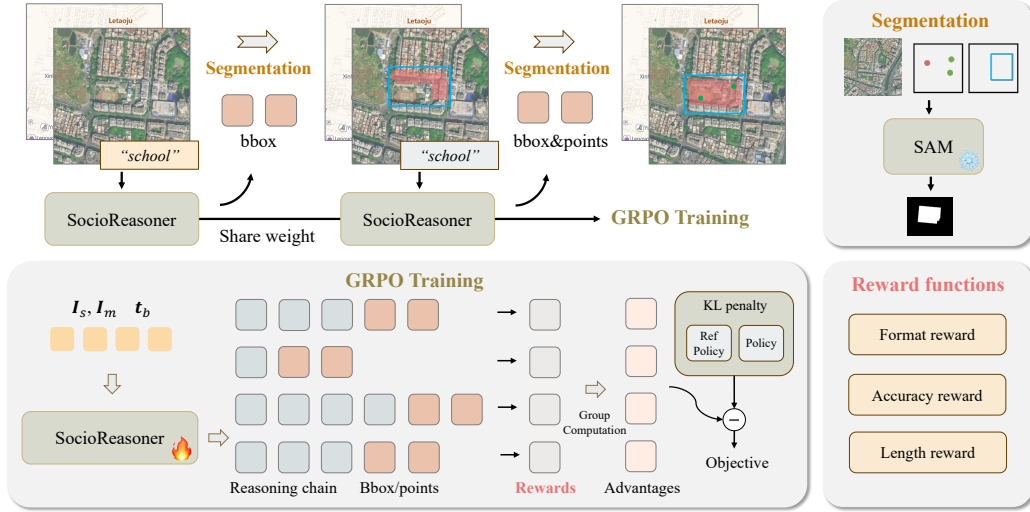 Letaoju
Letaoju
Segmentation
bbox
"school"
SocioReasoner
Share weight
Segmentation
bbox&points
"school"
SocioReasoner
GRPO Training
Segmentation
SAM
GRPO Training
I_s, I_m t_b
SocioReasoner
Reasoning chain
Bbox/points
Rewards
Group
Computation
Advantages
KL penalty
Ref
Policy
Policy
Objective
Reward functions
Format reward
Accuracy reward
Length reward